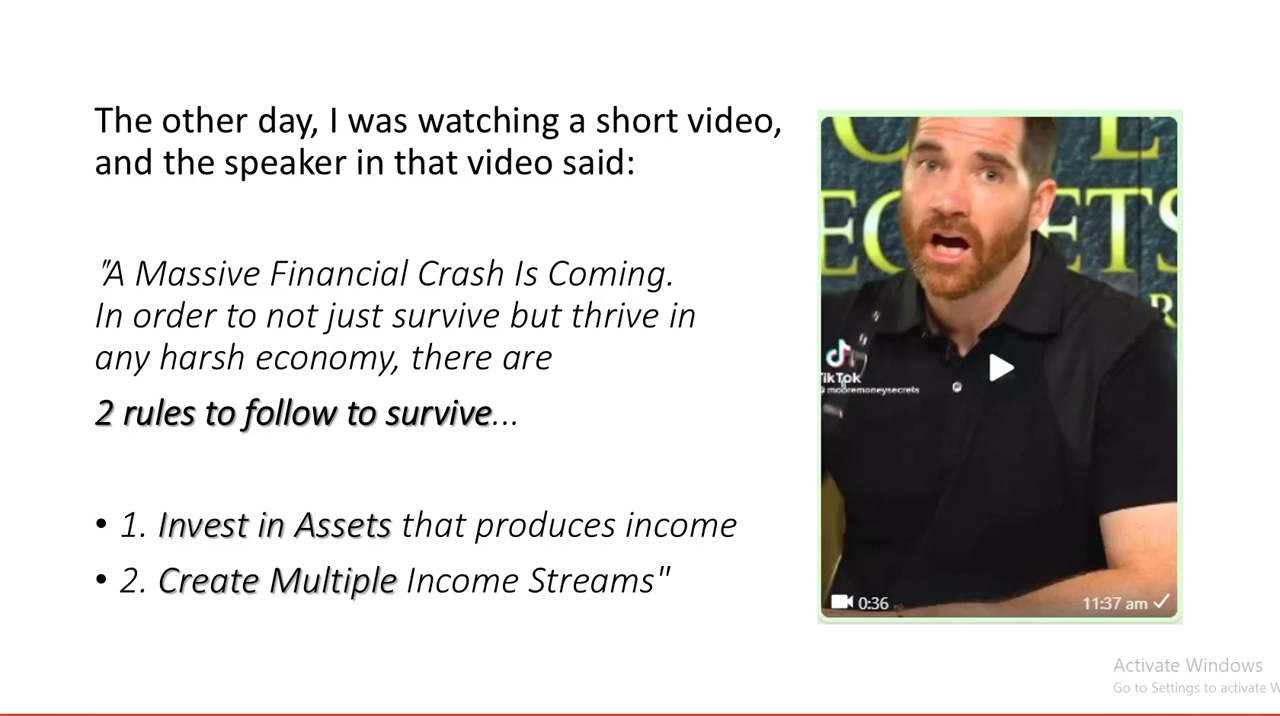 The other day, I was watching a short video,
and the speaker in that video said:
"A Massive Financial Crash Is Coming.
In order to not just survive but thrive in
any harsh economy, there are
2 rules to follow to survive...
• 1. Invest in Assets that produces income
• 2. Create Multiple Income Streams"
TikTok
mooremoneysecrets
0:36
11:37 am
Activate Windows
Go to Settings to activate W